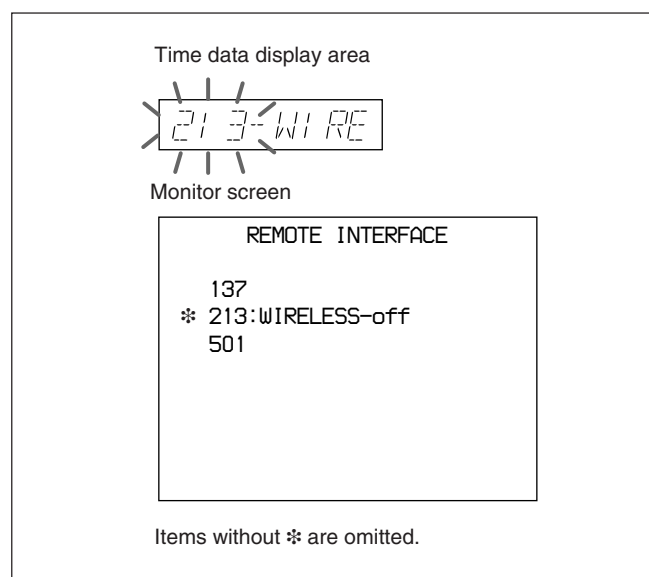 Time data display area
213-WIRE
Monitor screen
REMOTE INTERFACE
137
✽ 213:WIRELESS-off
501
Items without ✽ are omitted.